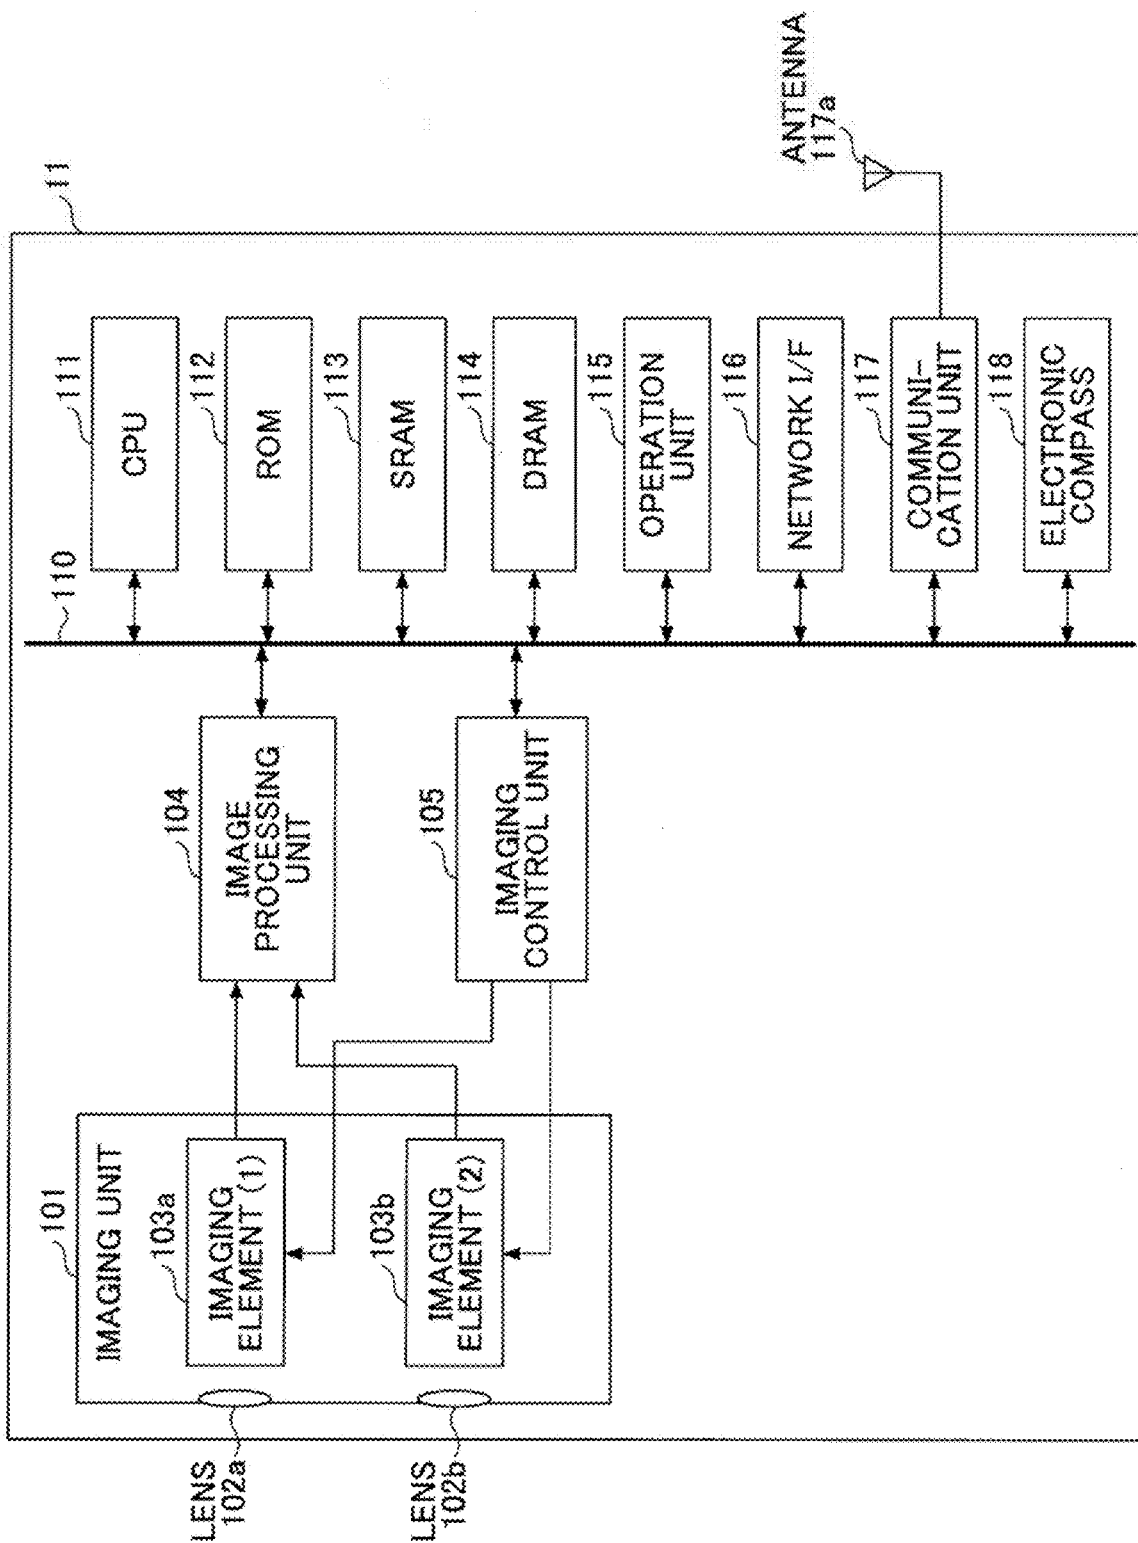 11
101
IMAGING UNIT
LENS
102a
103a
IMAGING
ELEMENT (1)
LENS
102b
103b
IMAGING
ELEMENT (2)
104
IMAGE
PROCESSING
UNIT
105
IMAGING
CONTROL UNIT
110
111
CPU
112
ROM
113
SRAM
114
DRAM
115
OPERATION
UNIT
116
NETWORK I/F
117
COMMUNI-
CATION UNIT
118
ELECTRONIC
COMPASS
ANTENNA
117a